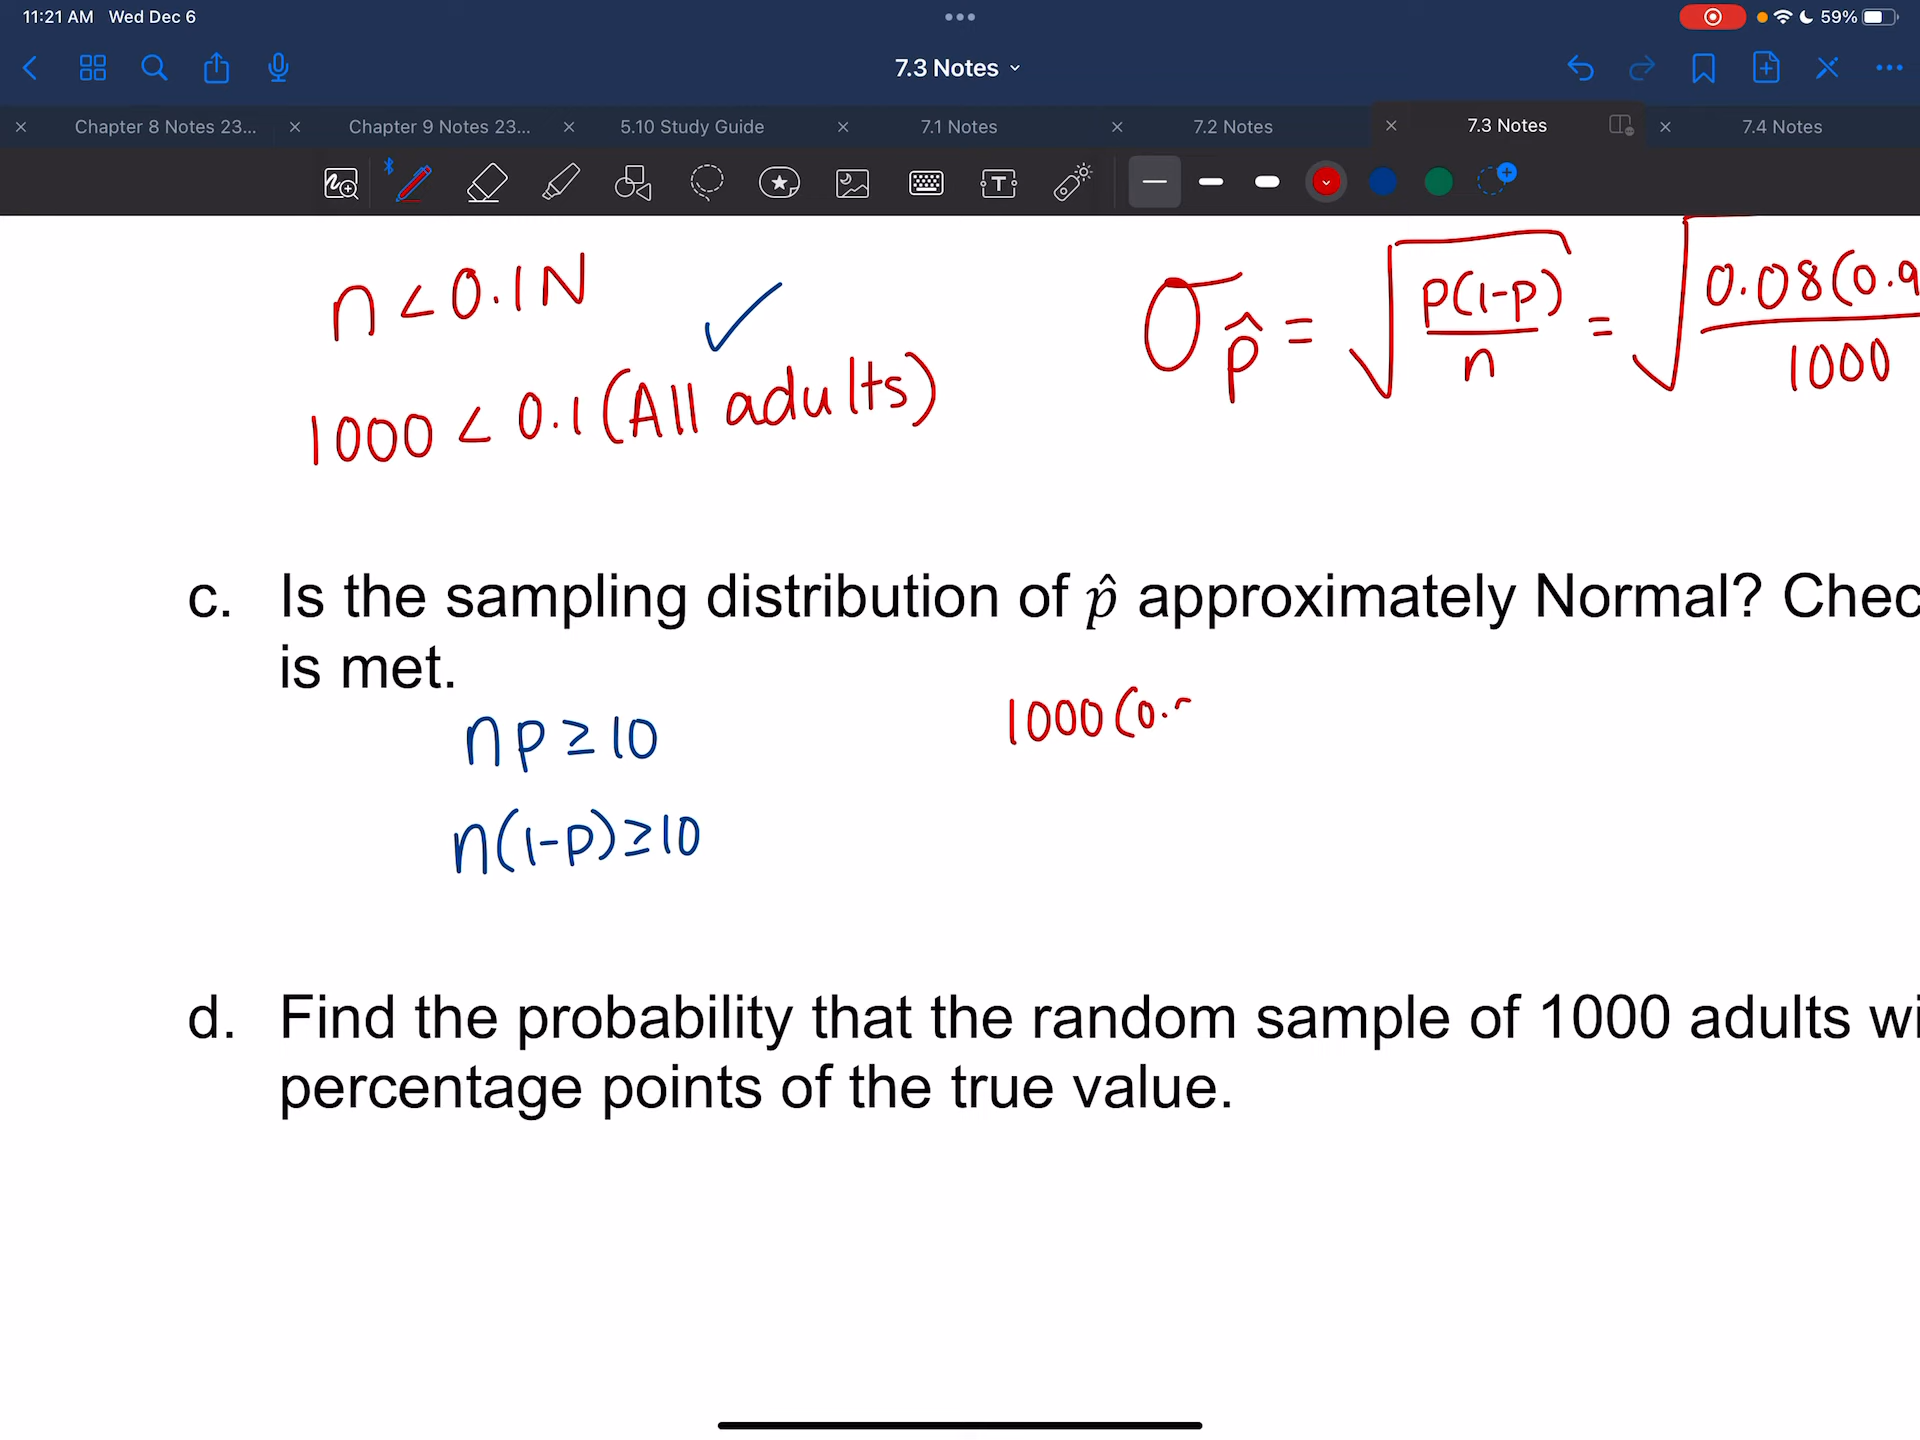 11:21 AM Wed Dec 6
59%
7.3 Notes
Chapter 8 Notes 23...
Chapter 9 Notes 23...
5.10 Study Guide
7.1 Notes
7.2 Notes
7.3 Notes
7.4 Notes
n < 0.1N
1000 < 0.1 (All adults)
σp̂ = √p(1-p)/n = √0.08(0.9 /1000
c. Is the sampling distribution of p̂ approximately Normal? Chec
is met.
np ≥ 10
1000(0.
n(1-p) ≥ 10
d. Find the probability that the random sample of 1000 adults wi
percentage points of the true value.